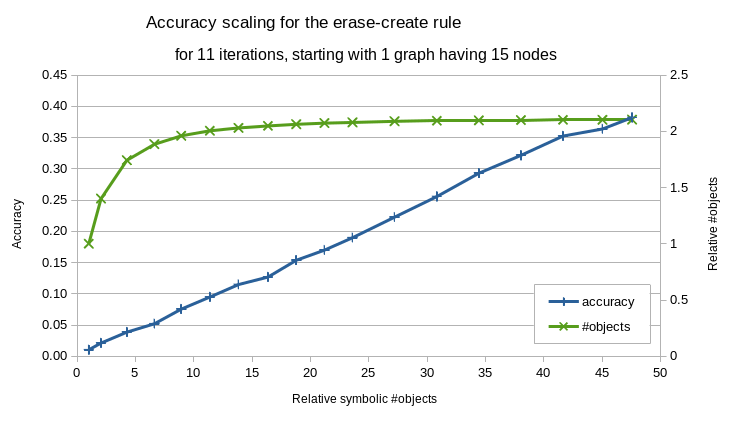 Accuracy scaling for the erase-create rule
for 11 iterations, starting with 1 graph having 15 nodes
0.45
0.40
0.35
0.30
0.25
0.20
0.15
0.10
0.05
0.00
Accuracy
2.5
2
1.5
1
0.5
0
Relative #objects
accuracy
#objects
0 5 10 15 20 25 30 35 40 45 50
Relative symbolic #objects